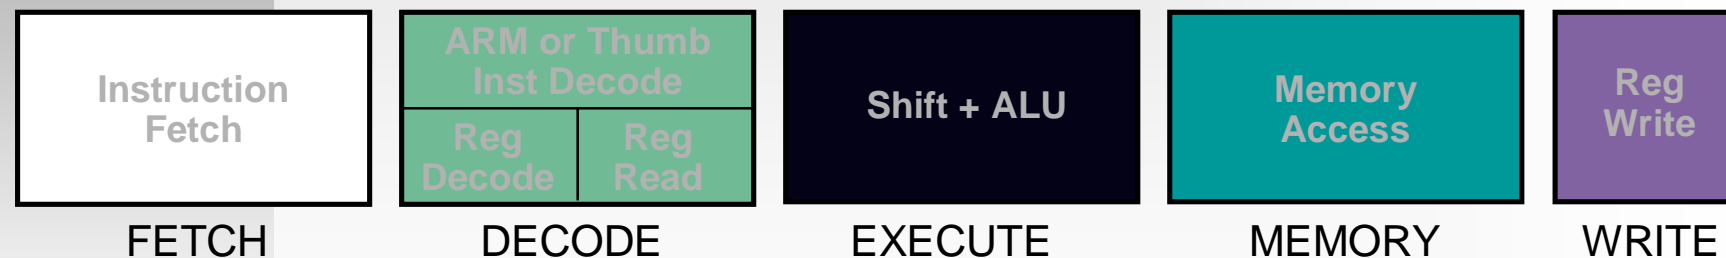 Instruction
Fetch
ARM or Thumb
Inst Decode
Reg
Decode
Reg
Read
Shift + ALU
Memory
Access
Reg
Write
FETCH
DECODE
EXECUTE
MEMORY
WRITE